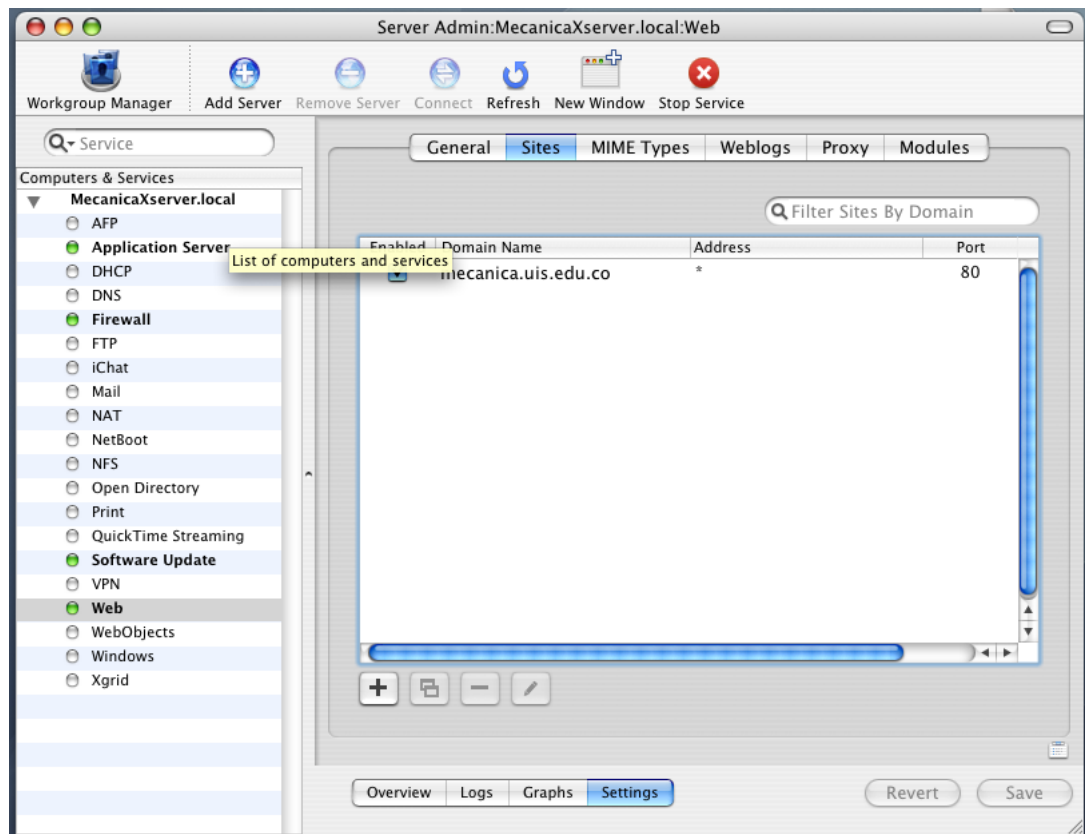 Server Admin:MecanicaXserver.local:Web
Workgroup Manager Add Server Remove Server Connect Refresh New Window Stop Service
Service
General Sites MIME Types Weblogs Proxy Modules
Computers & Services
MecanicaXserver.local
AFP
Application Server
DHCP
DNS
Firewall
FTP
iChat
Mail
NAT
NetBoot
NFS
Open Directory
Print
QuickTime Streaming
Software Update
VPN
Web
WebObjects
Windows
Xgrid
List of computers and services
Filter Sites By Domain
Enabled Domain Name Address Port
mecanica.uis.edu.co * 80
Overview Logs Graphs Settings Revert Save